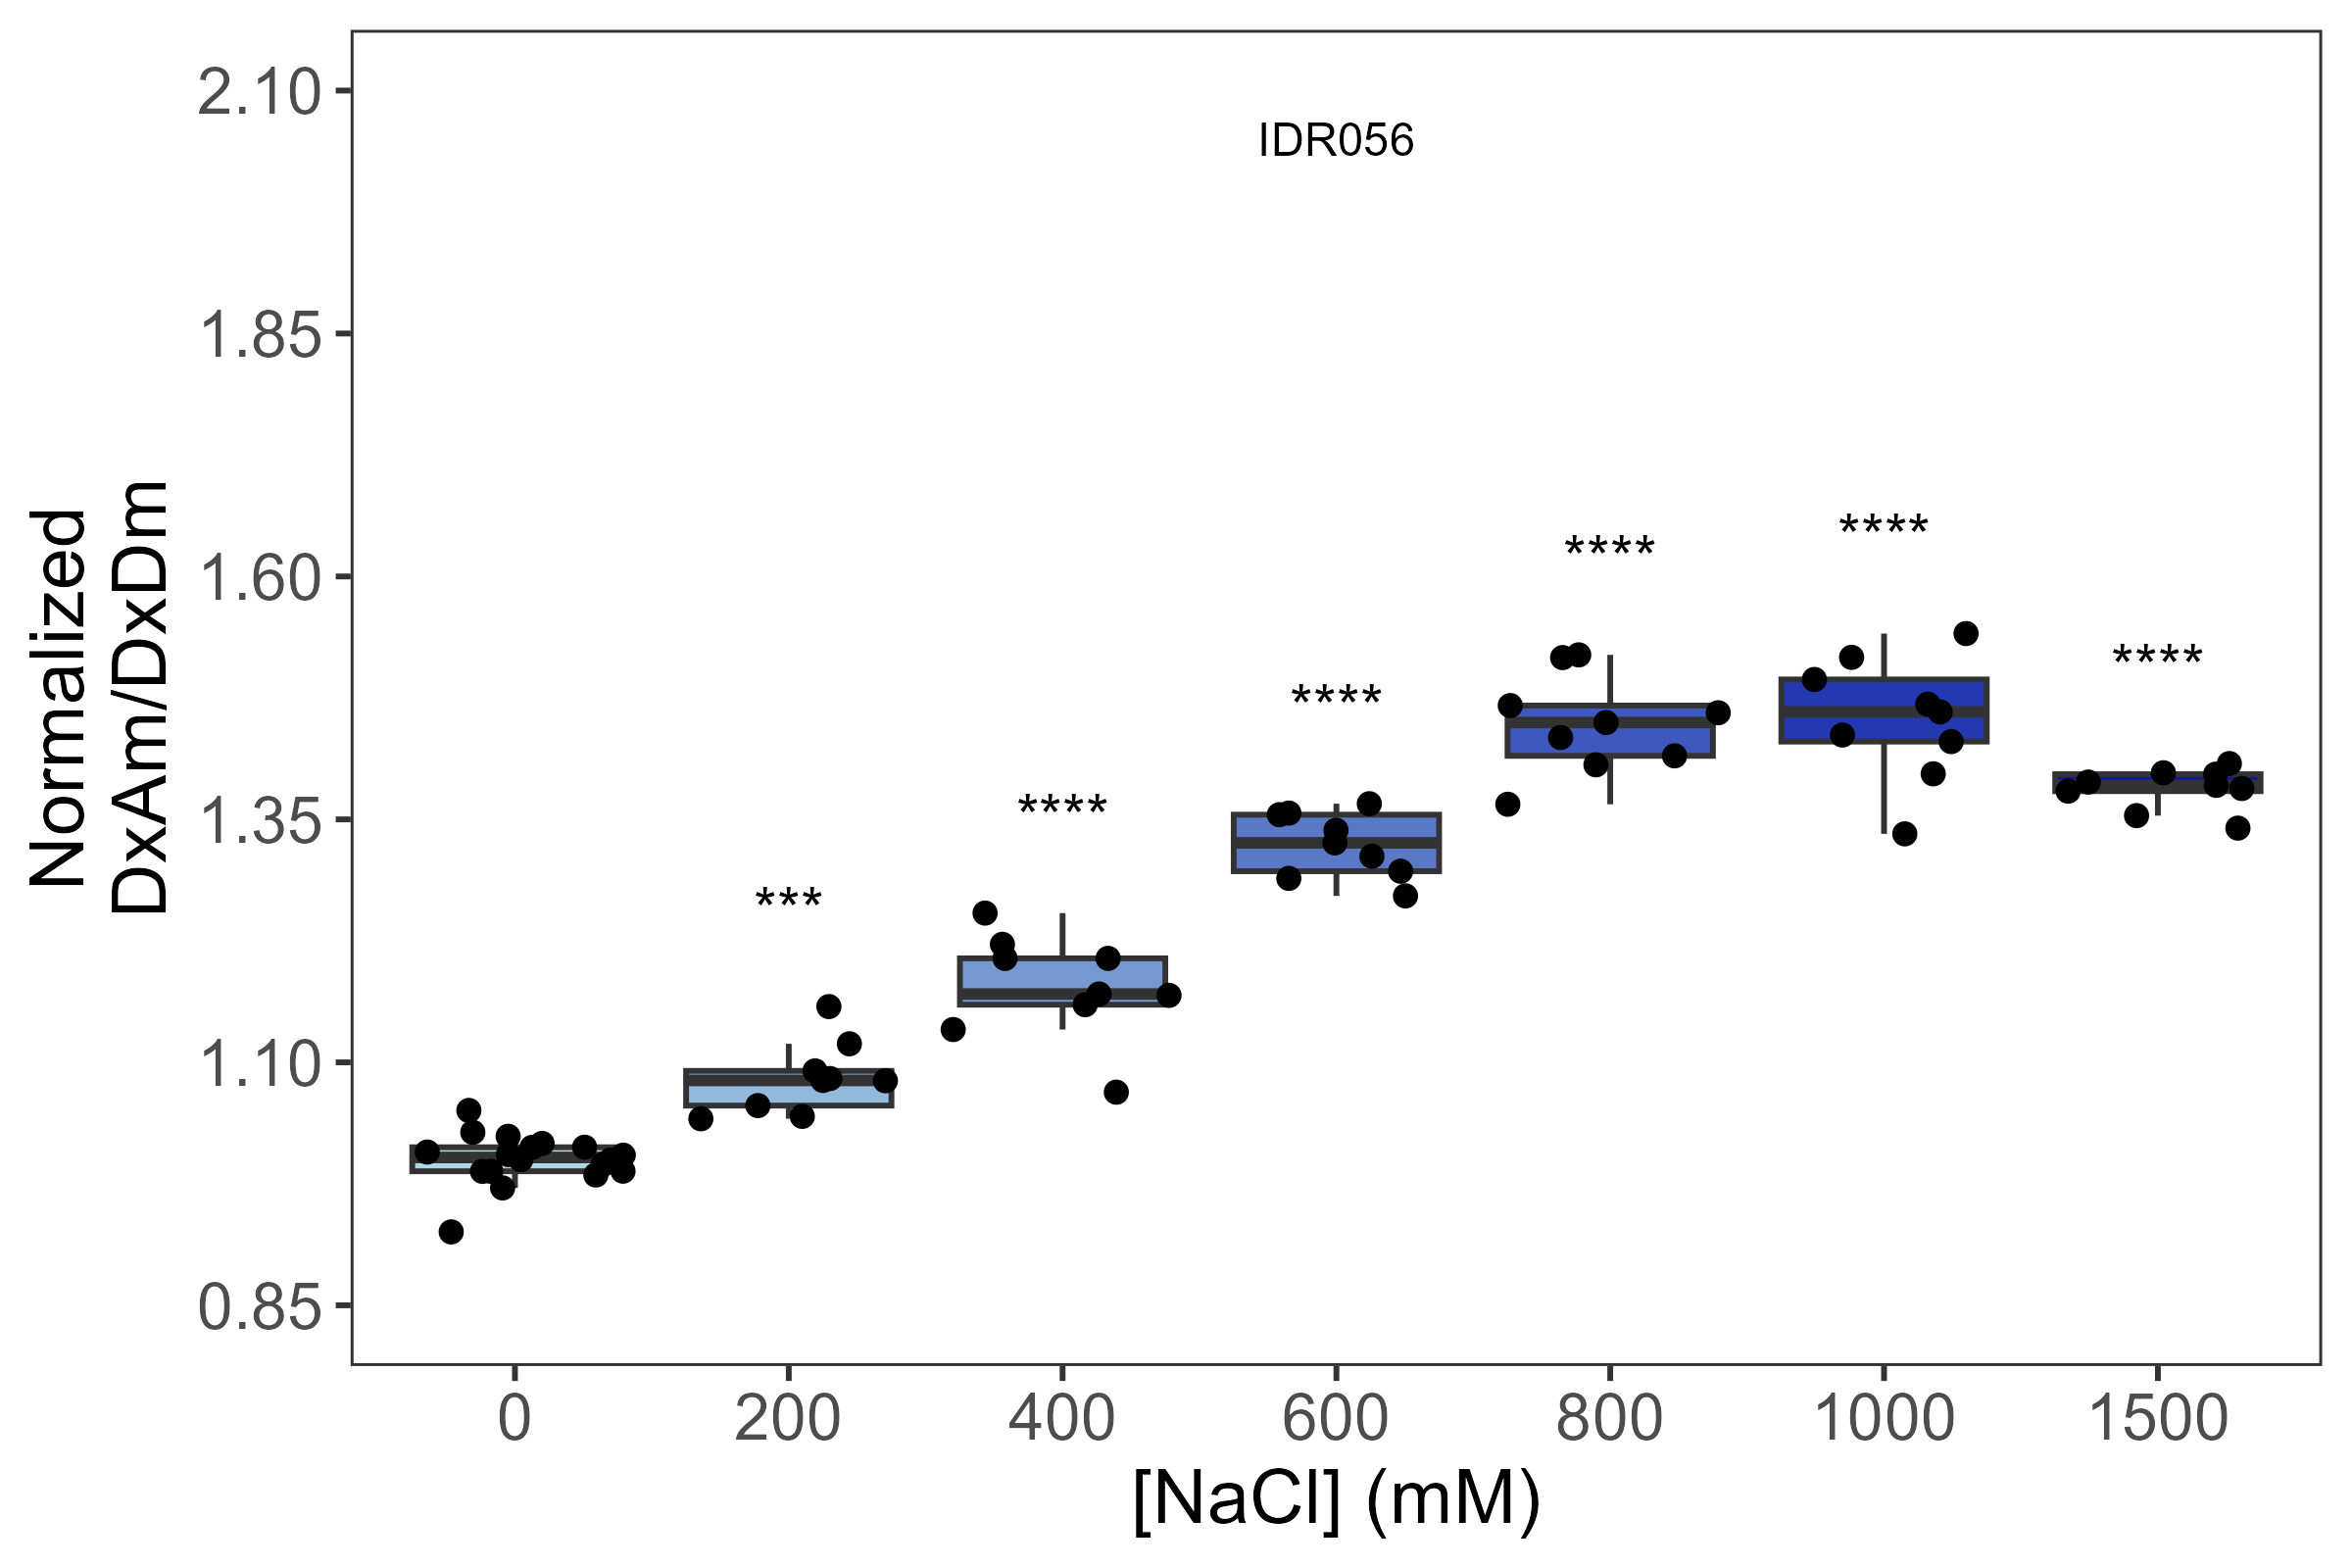 IDR056
2.10
1.85
1.60
1.35
1.10
0.85
Normalized
DxAm/DxDm
***
****
****
****
****
****
0 200 400 600 800 1000 1500
[NaCl] (mM)